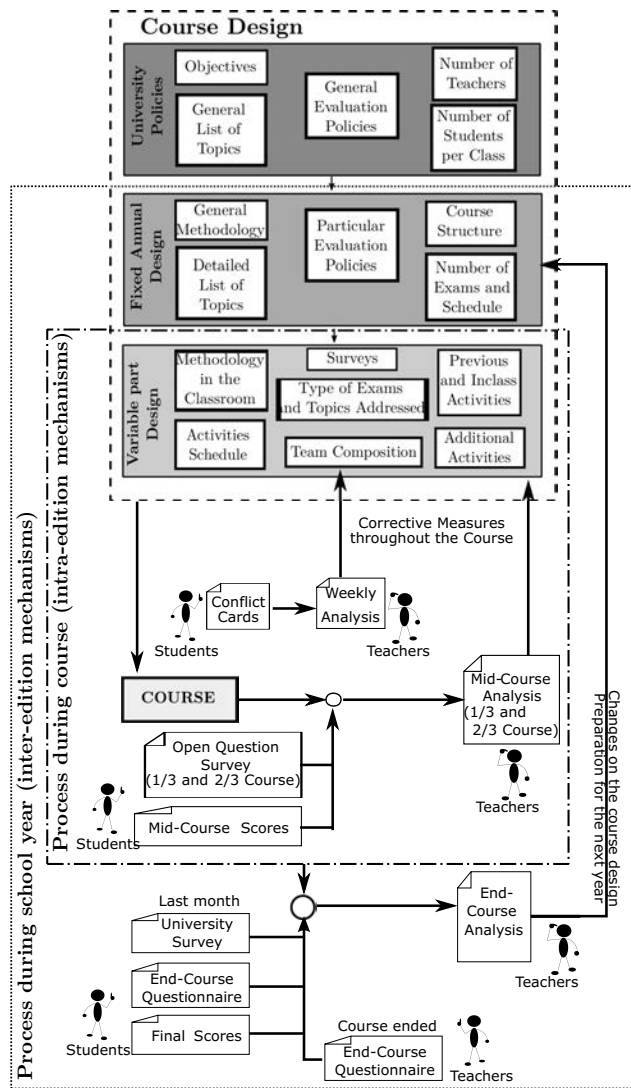 Course Design
University
Policies
Objectives
General
List of
Topics
General
Evaluation
Policies
Number of
Teachers
Number of
Students
per Class
Fixed Annual
Design
General
Methodology
Detailed
List of
Topics
Particular
Evaluation
Policies
Course
Structure
Number of
Exams and
Schedule
Variable part
Design
Methodology
in the
Classroom
Activities
Schedule
Surveys
Type of Exams
and Topics Addressed
Team Composition
Previous
and Inclass
Activities
Additional
Activities
Corrective Measures
throughout the Course
Students
Conflict
Cards
Weekly
Analysis
Teachers
COURSE
Mid-Course
Analysis
(1/3 and
2/3 Course)
Teachers
Open Question
Survey
(1/3 and 2/3 Course)
Students
Mid-Course Scores
Process during course (intra-edition mechanisms)
Process during school year (inter-edition mechanisms)
Changes on the course design
Preparation for the next year
Last month
University
Survey
End-Course
Questionnaire
Students
Final Scores
End-
Course
Analysis
Teachers
Course ended
End-Course
Questionnaire
Teachers